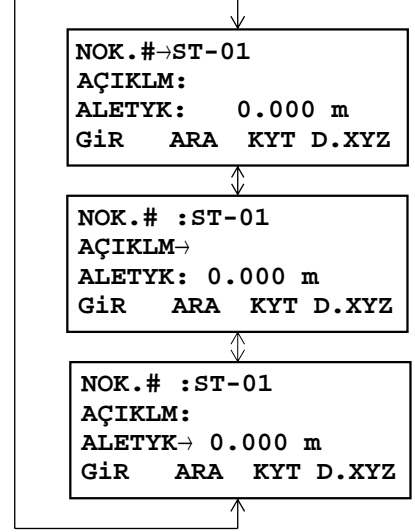 NOK.#→ST-01
AÇIKLM:
ALETYK: 0.000 m
GiR ARA KYT D.XYZ
NOK.# :ST-01
AÇIKLM→
ALETYK: 0.000 m
GiR ARA KYT D.XYZ
NOK.# :ST-01
AÇIKLM:
ALETYK→ 0.000 m
GiR ARA KYT D.XYZ